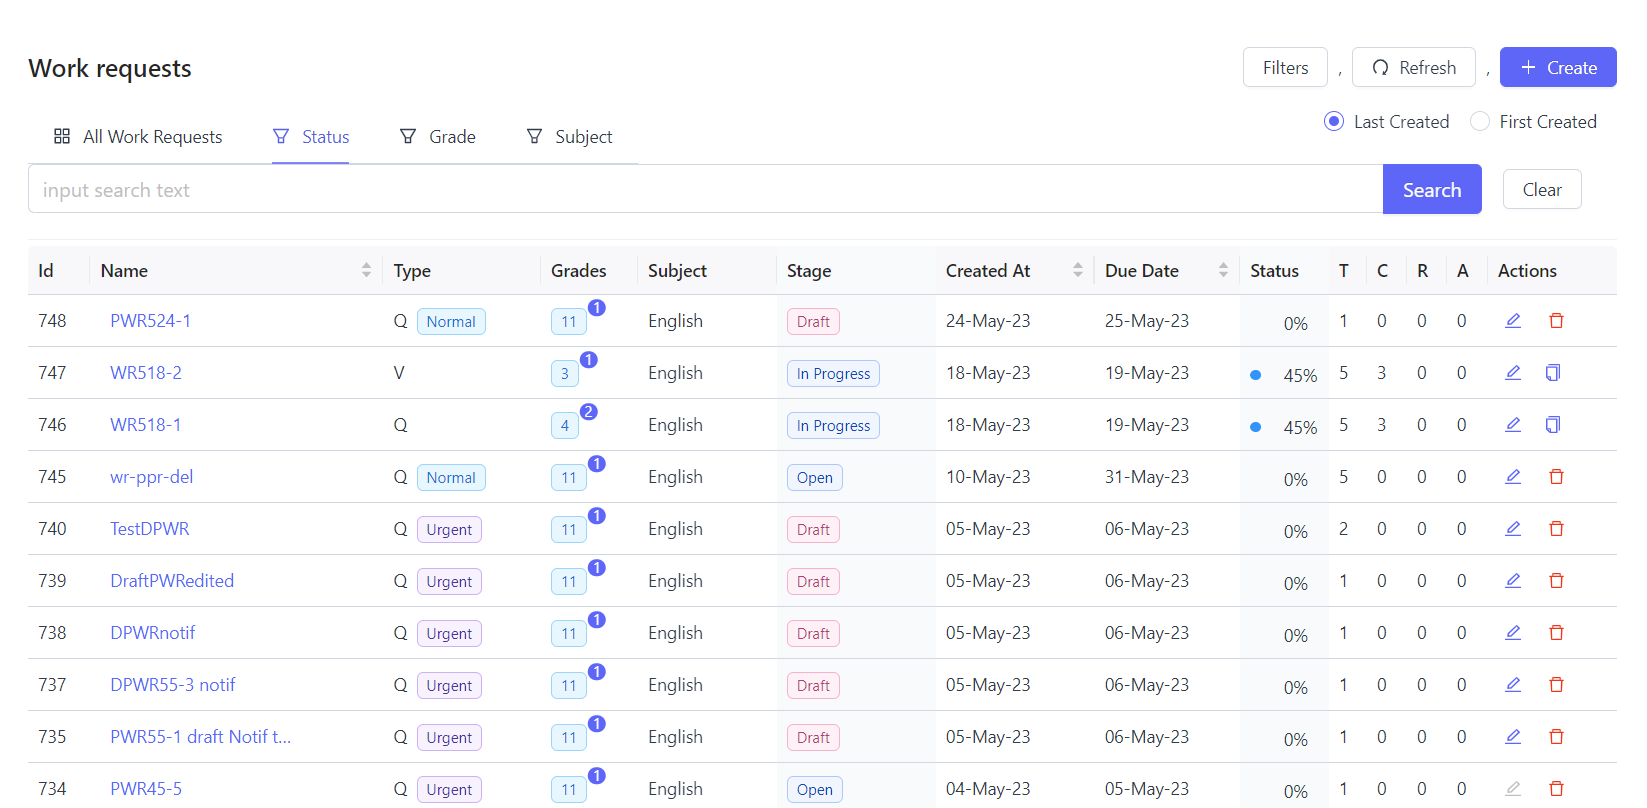 Work requests
Filters , Refresh , Create
All Work Requests Status Grade Subject
Last Created First Created
input search text Search Clear
Id Name Type Grades Subject Stage Created At Due Date Status T C R A Actions
748 PWR524-1 Q Normal 11 1 English Draft 24-May-23 25-May-23 0% 1 0 0 0
747 WR518-2 V 3 1 English In Progress 18-May-23 19-May-23 45% 5 3 0 0
746 WR518-1 Q 4 2 English In Progress 18-May-23 19-May-23 45% 5 3 0 0
745 wr-ppr-del Q Normal 11 1 English Open 10-May-23 31-May-23 0% 5 0 0 0
740 TestDPWR Q Urgent 11 1 English Draft 05-May-23 06-May-23 0% 2 0 0 0
739 DraftPWRedited Q Urgent 11 1 English Draft 05-May-23 06-May-23 0% 1 0 0 0
738 DPWRnotif Q Urgent 11 1 English Draft 05-May-23 06-May-23 0% 1 0 0 0
737 DPWR55-3 notif Q Urgent 11 1 English Draft 05-May-23 06-May-23 0% 1 0 0 0
735 PWR55-1 draft Notif t... Q Urgent 11 1 English Draft 05-May-23 06-May-23 0% 1 0 0 0
734 PWR45-5 Q Urgent 11 1 English Open 04-May-23 05-May-23 0% 1 0 0 0